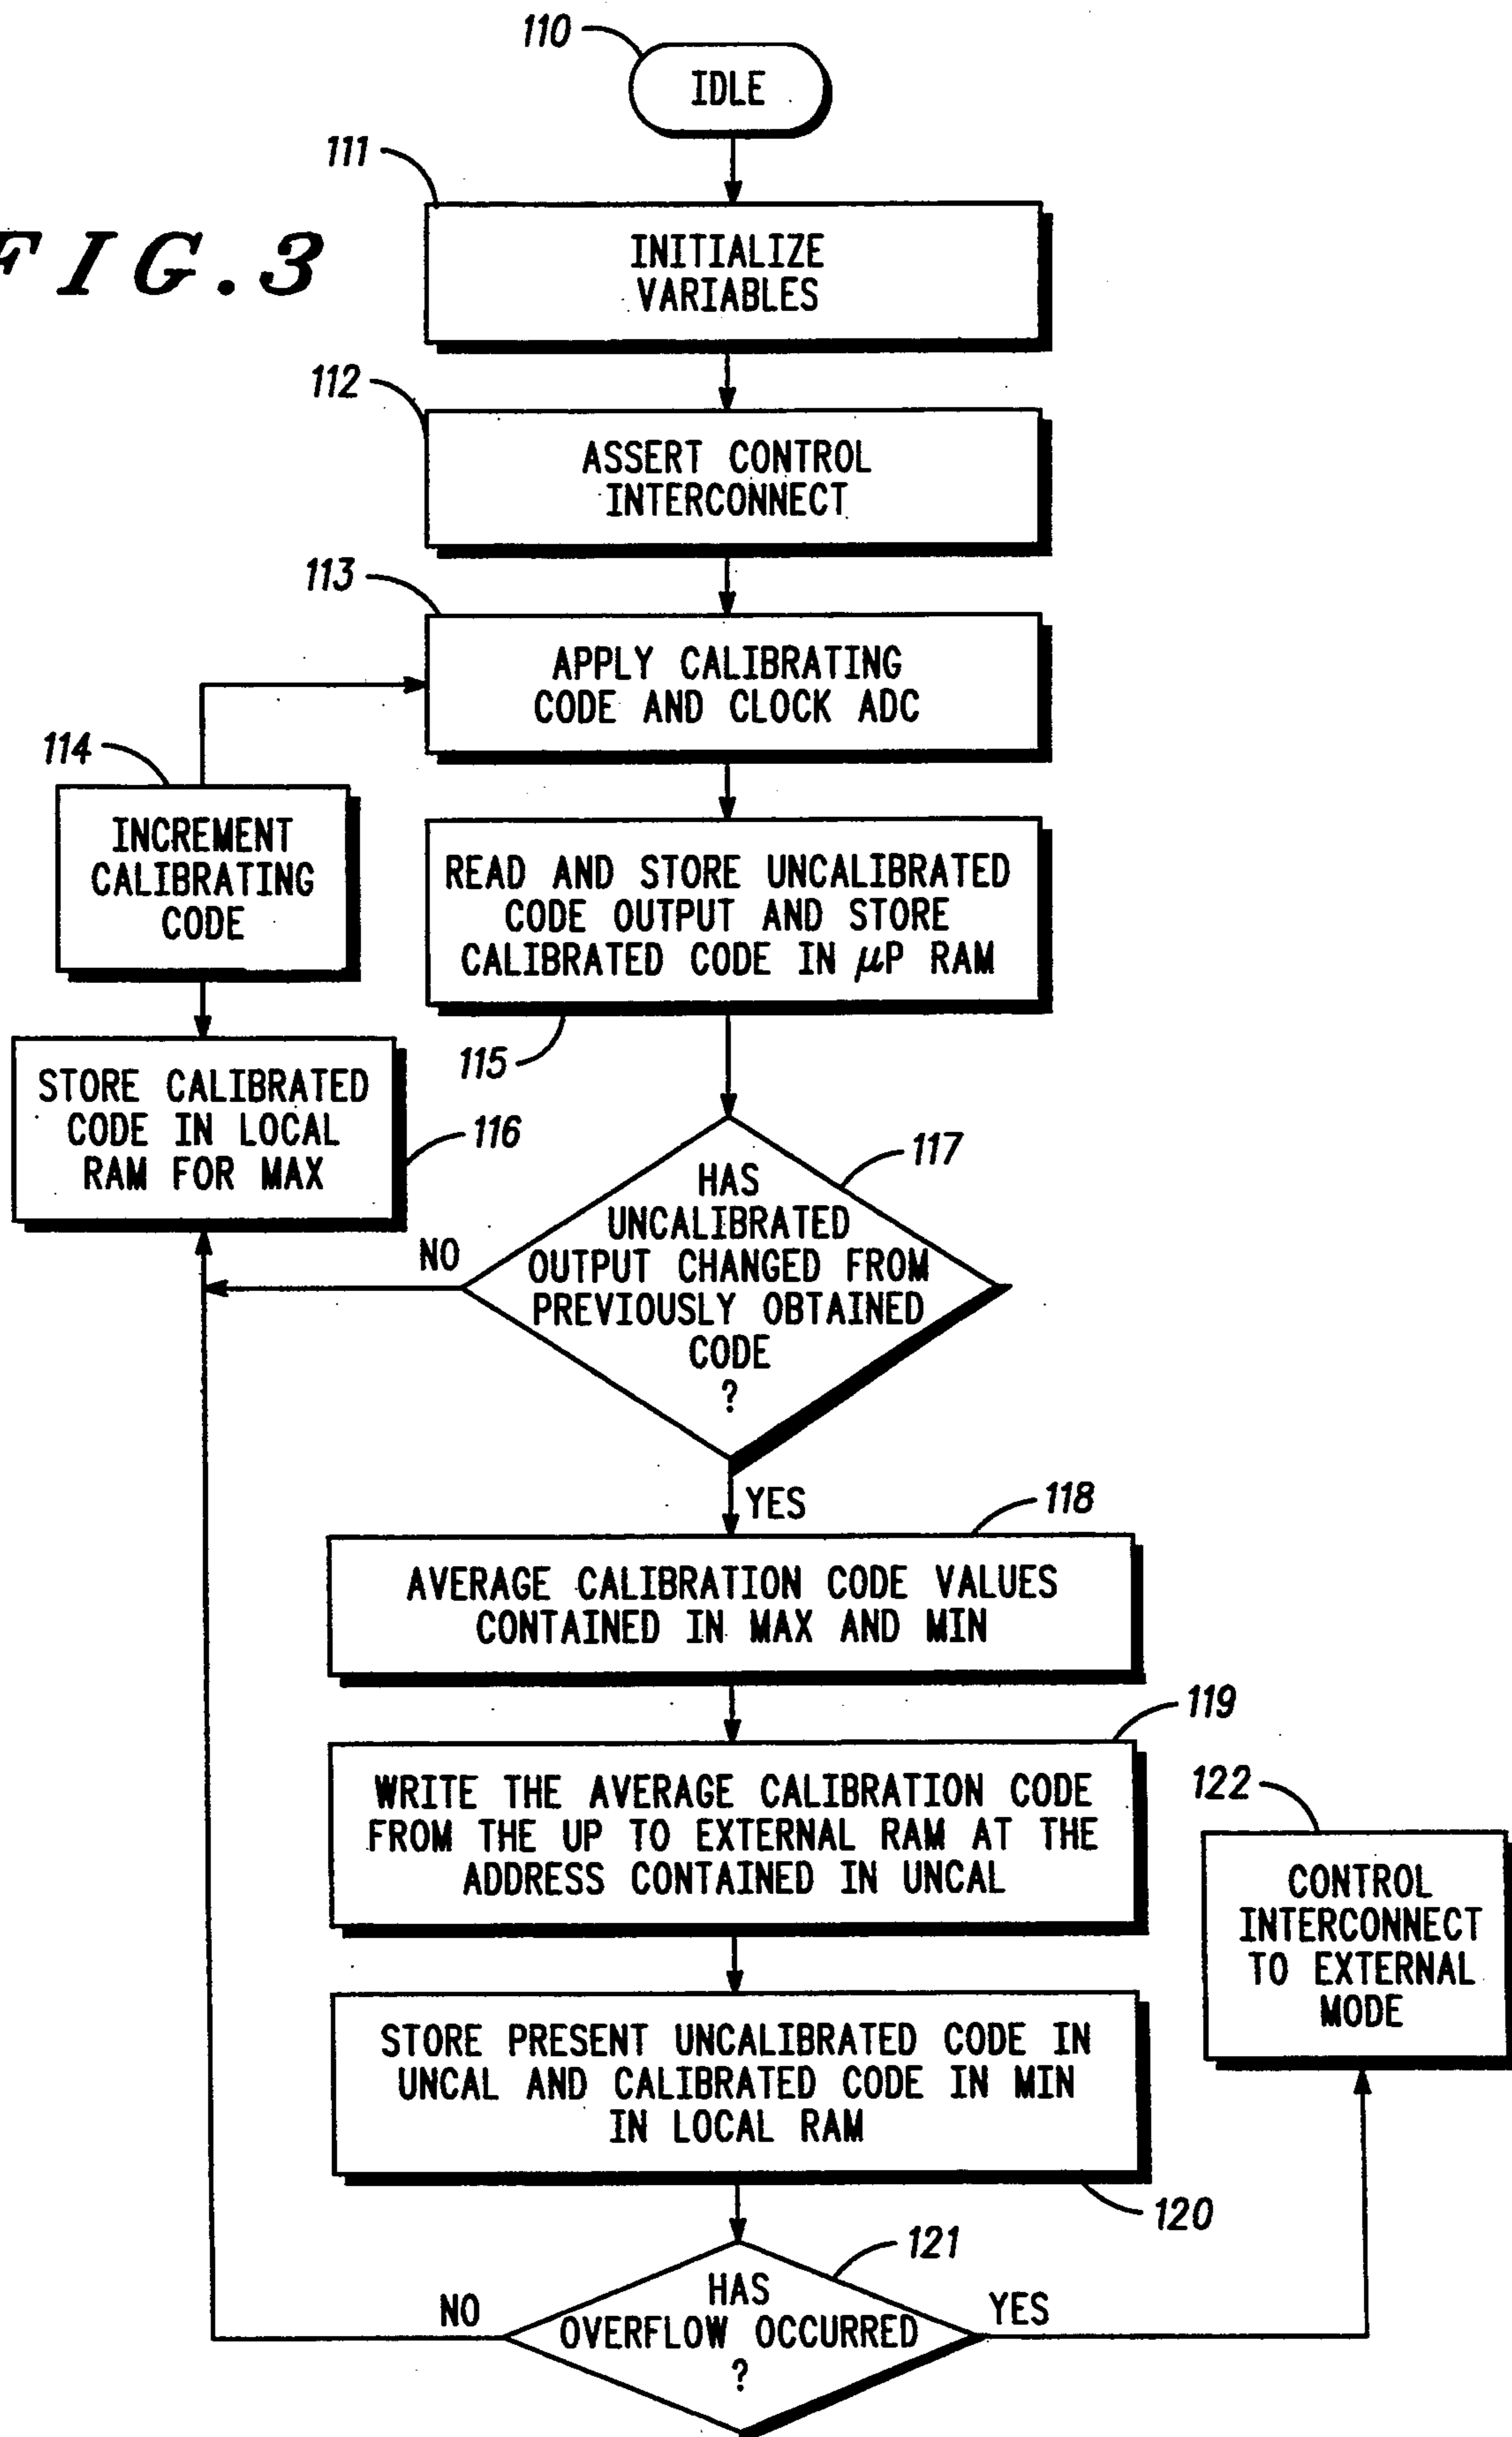 110
IDLE
111
FIG.3
INITIALIZE
VARIABLES
112
ASSERT CONTROL
INTERCONNECT
113
APPLY CALIBRATING
CODE AND CLOCK ADC
114
INCREMENT
CALIBRATING
CODE
READ AND STORE UNCALIBRATED
CODE OUTPUT AND STORE
CALIBRATED CODE IN μP RAM
115
STORE CALIBRATED
CODE IN LOCAL
RAM FOR MAX
116
117
HAS
UNCALIBRATED
OUTPUT CHANGED FROM
PREVIOUSLY OBTAINED
CODE
?
NO
YES
118
AVERAGE CALIBRATION CODE VALUES
CONTAINED IN MAX AND MIN
119
WRITE THE AVERAGE CALIBRATION CODE
FROM THE UP TO EXTERNAL RAM AT THE
ADDRESS CONTAINED IN UNCAL
122
CONTROL
INTERCONNECT
TO EXTERNAL
MODE
STORE PRESENT UNCALIBRATED CODE IN
UNCAL AND CALIBRATED CODE IN MIN
IN LOCAL RAM
120
121
HAS
OVERFLOW OCCURRED
?
NO
YES